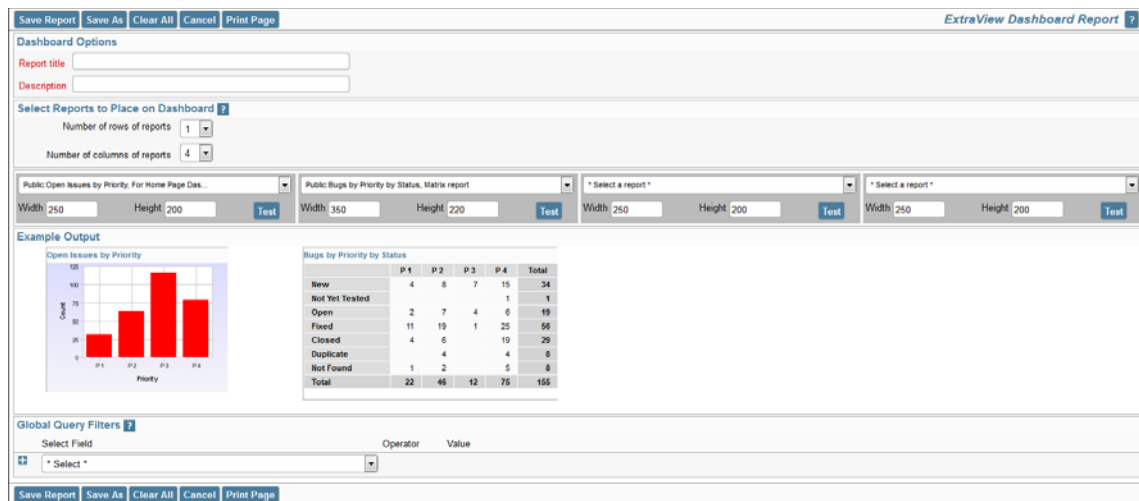 Save Report Save As Clear All Cancel Print Page ExtraView Dashboard Report ?
Dashboard Options
Report title
Description
Select Reports to Place on Dashboard ?
Number of rows of reports 1
Number of columns of reports 4
Public:Open Issues by Priority, For Home Page Das... Public:Bugs by Priority by Status, Matrix report * Select a report * * Select a report *
Width 250 Height 200 Test Width 350 Height 220 Test Width 250 Height 200 Test Width 250 Height 200 Test
Example Output
Open Issues by Priority
125
100
75
50
25
0
Count
P 1 P 2 P 3 P 4
Priority
Bugs by Priority by Status
P 1 P 2 P 3 P 4 Total
New 4 8 7 15 34
Not Yet Tested 1 1
Open 2 7 4 6 19
Fixed 11 19 1 25 56
Closed 4 6 19 29
Duplicate 4 4 8
Not Found 1 2 5 8
Total 22 46 12 75 155
Global Query Filters ?
Select Field Operator Value
* Select *
Save Report Save As Clear All Cancel Print Page